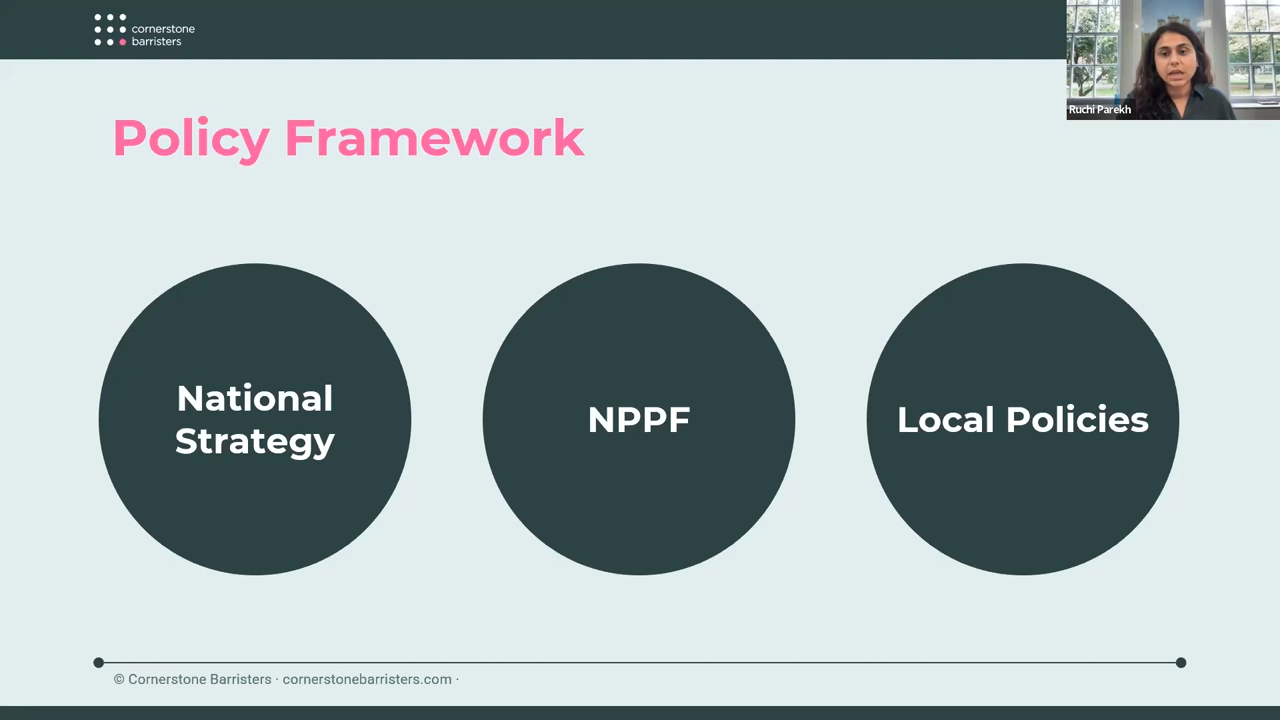 cornerstone
barristers
Ruchi Parekh
Policy Framework
National
Strategy
NPPF
Local Policies
© Cornerstone Barristers · cornerstonebarristers.com ·